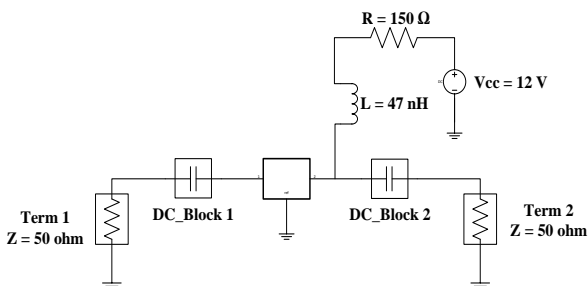 R = 150 Ω
Vcc = 12 V
L = 47 nH
DC_Block 1
DC_Block 2
Term 1
Z = 50 ohm
Term 2
Z = 50 ohm